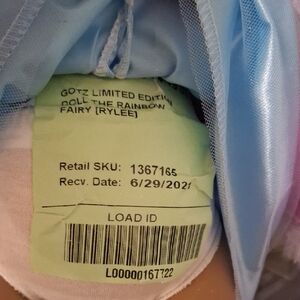 GOTZ LIMITED EDITION
DOLL THE RAINBOW
FAIRY [RYLEE]
Retail SKU: 1367165
Recv. Date: 6/29/202
LOAD ID
L00000167722